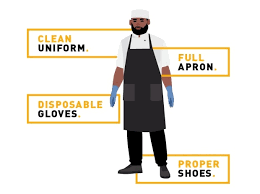 CLEAN
UNIFORM.
FULL
APRON.
DISPOSABLE
GLOVES.
PROPER
SHOES.